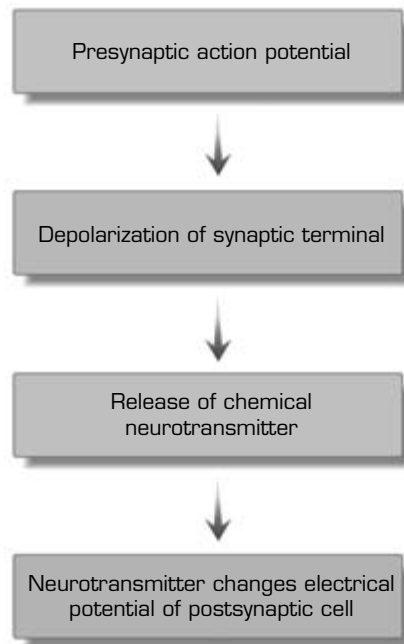 Presynaptic action potential
Depolarization of synaptic terminal
Release of chemical
neurotransmitter
Neurotransmitter changes electrical
potential of postsynaptic cell